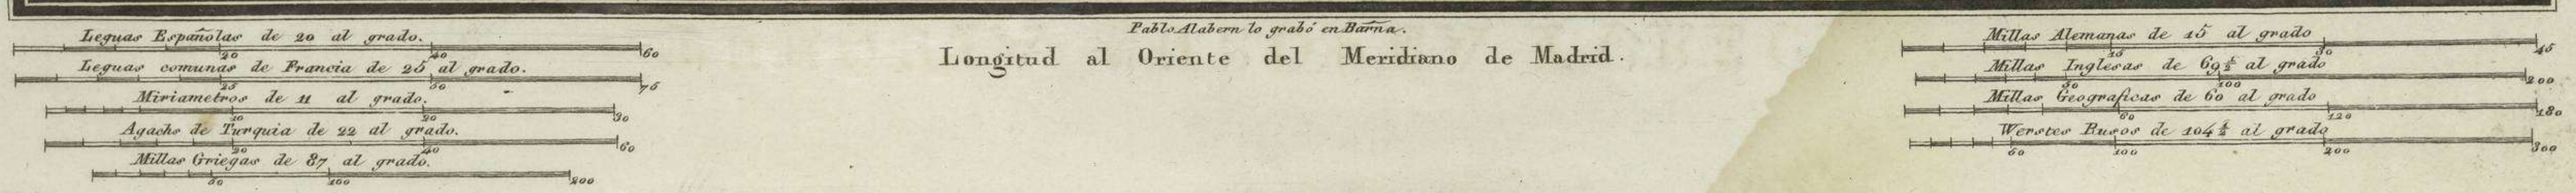 Leguas Españolas de 20 al grado.
20 40 60
Leguas comunas de Francia de 25 al grado.
25 50 75
Miriametros de 11 al grado.
10 20 30
Agachs de Turquia de 22 al grado.
20 40 60
Millas Griegas de 87 al grado.
50 100 200
Pablo Alabern lo grabó en Barña.
Longitud al Oriente del Meridiano de Madrid.
Millas Alemanas de 15 al grado
15 30 45
Millas Inglesas de 69½ al grado
50 100 200
Millas Geograficas de 60 al grado
60 120 180
Werstes Rusos de 104½ al grado
50 100 200 300